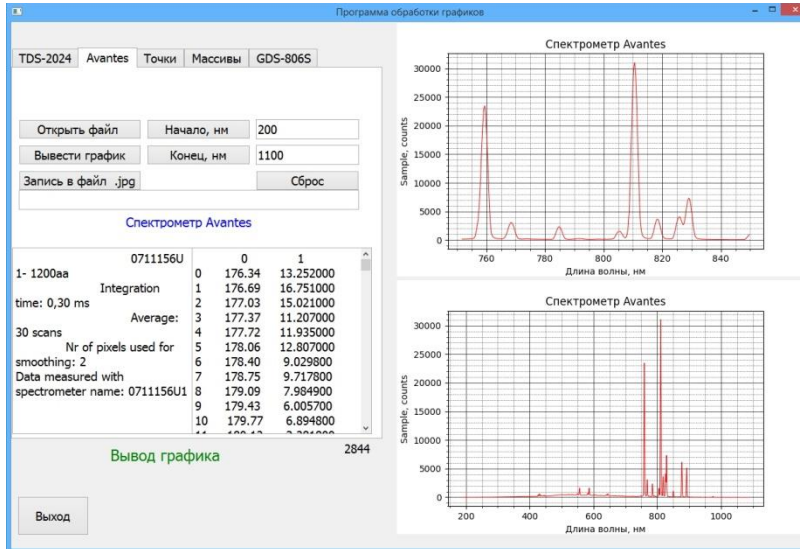 Программа обработки графиков
TDS-2024 Avantes Точки Массивы GDS-806S
Открыть файл Начало, нм 200
Вывести график Конец, нм 1100
Запись в файл .jpg Сброс
Спектрометр Avantes
0711156U
1- 1200aa
Integration
time: 0,30 ms
Average:
30 scans
Nr of pixels used for
smoothing: 2
Data measured with
spectrometer name: 0711156U1
0 1
0 176.34 13.252000
1 176.69 16.751000
2 177.03 15.021000
3 177.37 11.207000
4 177.72 11.935000
5 178.06 12.807000
6 178.40 9.029800
7 178.75 9.717800
8 179.09 7.984900
9 179.43 6.005700
10 179.77 6.894800
Вывод графика
2844
Выход
Спектрометр Avantes
Sample, counts
30000
25000
20000
15000
10000
5000
0
760 780 800 820 840
Длина волны, нм
Спектрометр Avantes
Sample, counts
30000
25000
20000
15000
10000
5000
0
200 400 600 800 1000
Длина волны, нм